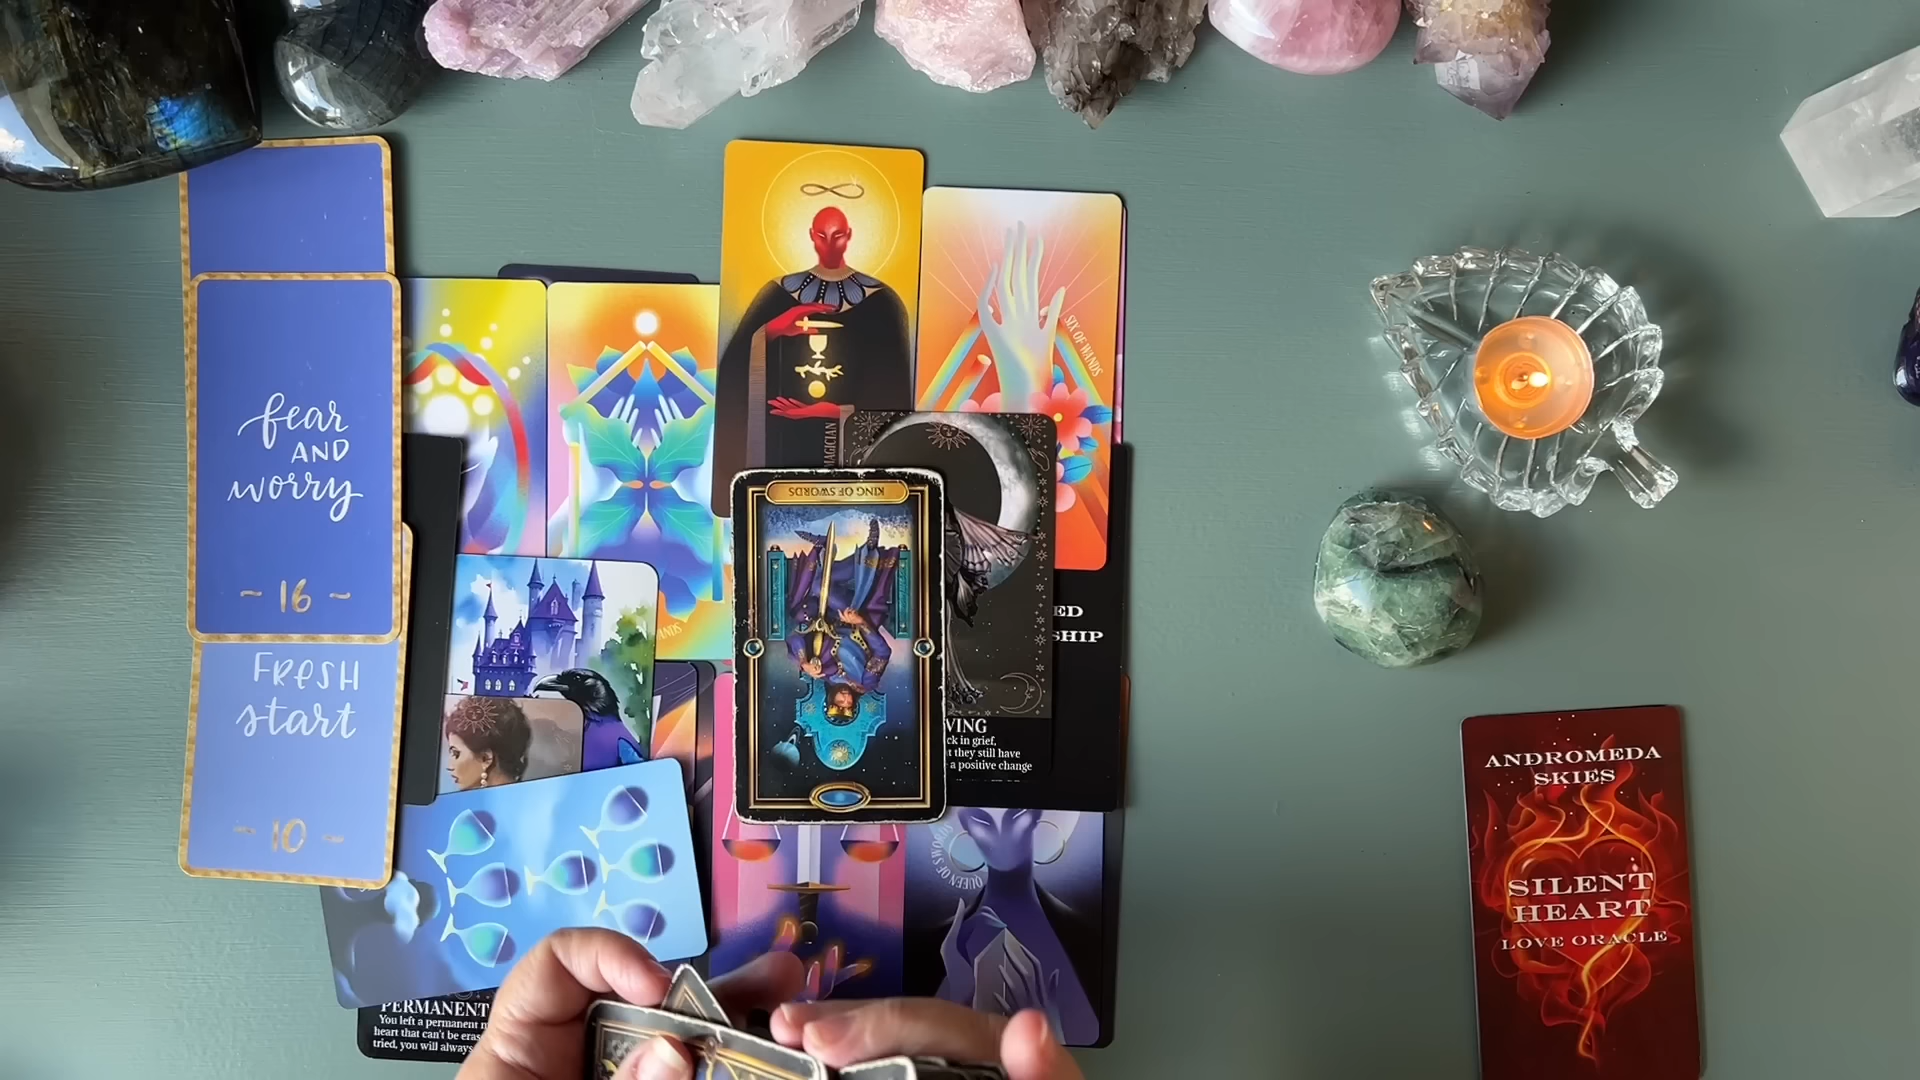 fear
AND
worry
~ 16 ~
FRESH
start
~ 10 ~
MAGICIAN
SIX OF WANDS
KING OF SWORDS
ANDS
ED
SHIP
VING
ck in grief,
t they still have
a positive change
QUEEN OF SWO
PERMANENT
You left a permanent m
heart that can't be eras
tried, you will always
ANDROMEDA
SKIES
SILENT
HEART
LOVE ORACLE